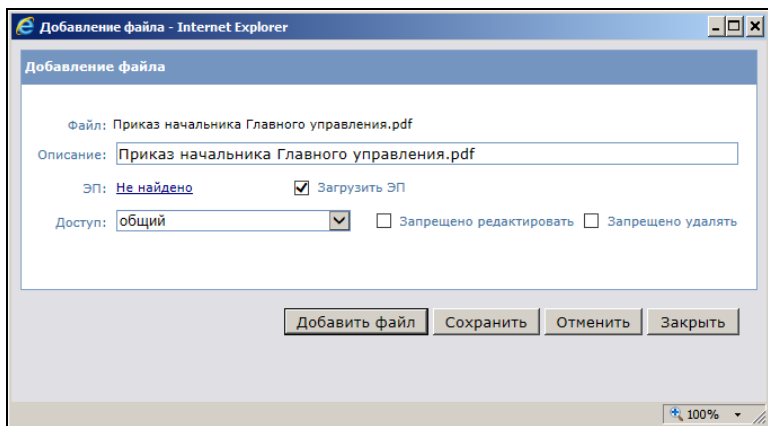 Добавление файла - Internet Explorer
Добавление файла
Файл: Приказ начальника Главного управления.pdf
Описание: Приказ начальника Главного управления.pdf
ЭП: Не найдено Загрузить ЭП
Доступ: общий Запрещено редактировать Запрещено удалять
Добавить файл Сохранить Отменить Закрыть
100%